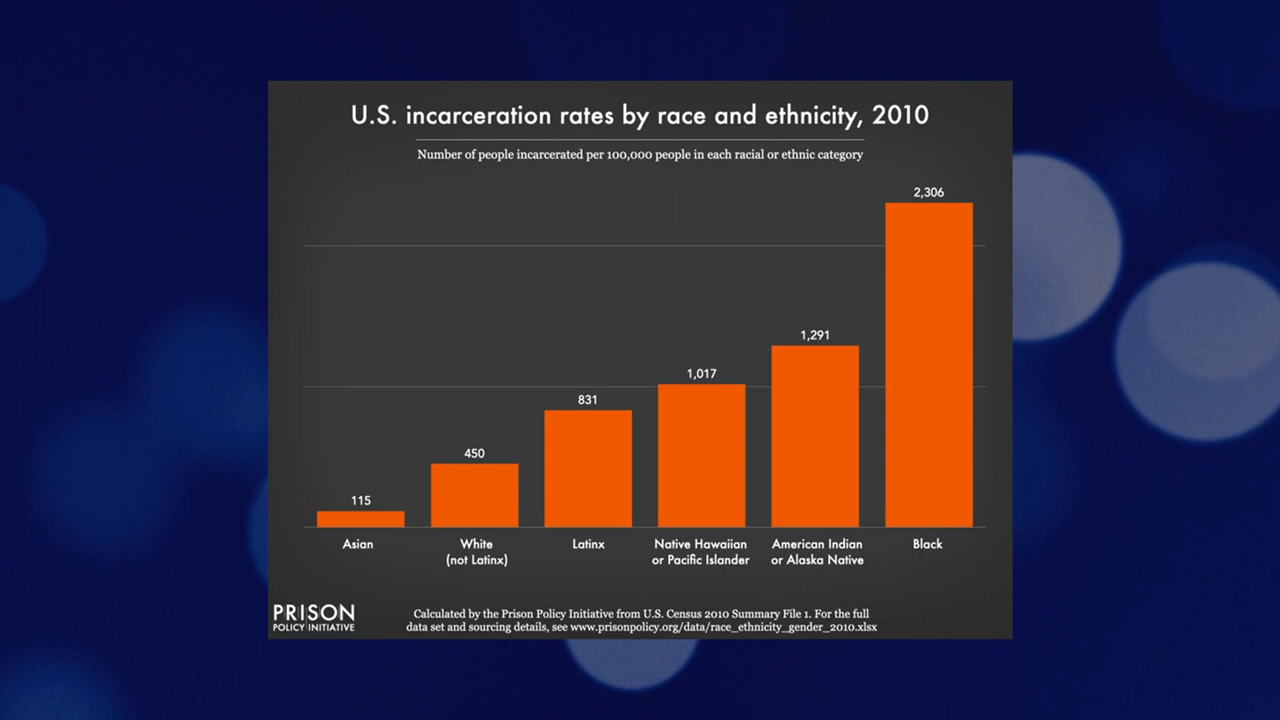 U.S. incarceration rates by race and ethnicity, 2010
Number of people incarcerated per 100,000 people in each racial or ethnic category
115
450
831
1,017
1,291
2,306
Asian
White
(not Latinx)
Latinx
Native Hawaiian
or Pacific Islander
American Indian
or Alaska Native
Black
PRISON
POLICY INITIATIVE
Calculated by the Prison Policy Initiative from U.S. Census 2010 Summary File 1. For the full
data set and sourcing details, see www.prisonpolicy.org/data/race_ethnicity_gender_2010.xlsx